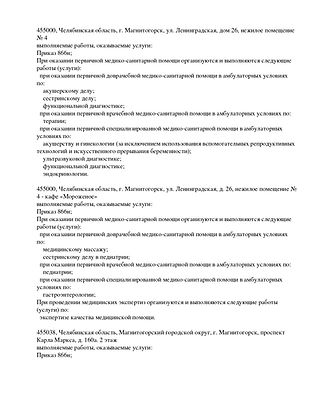 455000, Челябинская область, г. Магнитогорск, ул. Ленинградская, дом 26, нежилое помещение
№ 4
выполняемые работы, оказываемые услуги:
Приказ 866н;
При оказании первичной медико-санитарной помощи организуются и выполняются следующие
работы (услуги):
при оказании первичной доврачебной медико-санитарной помощи в амбулаторных условиях
по:
акушерскому делу;
сестринскому делу;
функциональной диагностике;
при оказании первичной врачебной медико-санитарной помощи в амбулаторных условиях по:
терапии;
при оказании первичной специализированной медико-санитарной помощи в амбулаторных
условиях по:
акушерству и гинекологии (за исключением использования вспомогательных репродуктивных
технологий и искусственного прерывания беременности);
ультразвуковой диагностике;
функциональной диагностике;
эндокринологии.
455000, Челябинская область, г. Магнитогорск, ул. Ленинградская, д. 26, нежилое помещение №
4 - кафе «Мороженое»
выполняемые работы, оказываемые услуги:
Приказ 866н;
При оказании первичной медико-санитарной помощи организуются и выполняются следующие
работы (услуги):
при оказании первичной доврачебной медико-санитарной помощи в амбулаторных условиях
по:
медицинскому массажу;
сестринскому делу в педиатрии;
при оказании первичной врачебной медико-санитарной помощи в амбулаторных условиях по:
педиатрии;
при оказании первичной специализированной медико-санитарной помощи в амбулаторных
условиях по:
гастроэнтерологии;
При проведении медицинских экспертиз организуются и выполняются следующие работы
(услуги) по:
экспертизе качества медицинской помощи.
455038, Челябинская область, Магнитогорский городской округ, г. Магнитогорск, проспект
Карла Маркса, д. 160а. 2 этаж
выполняемые работы, оказываемые услуги:
Приказ 866н;